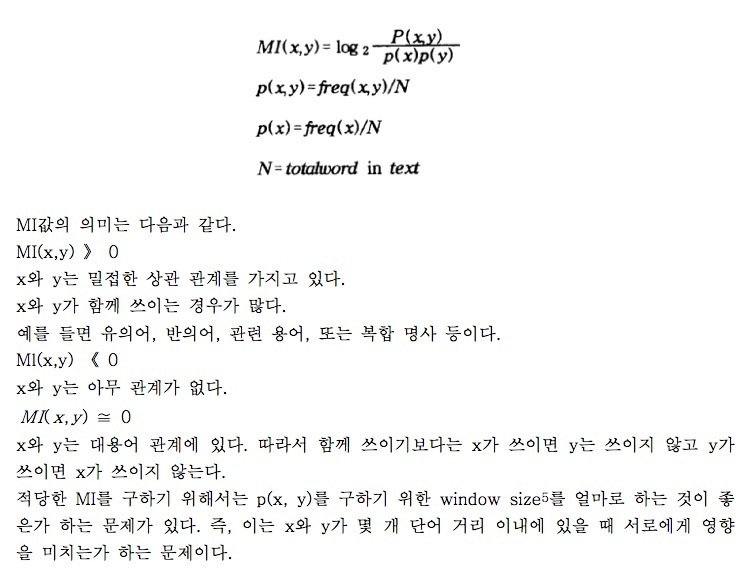 MI(x,y) = log 2 P(x,y) / p(x)p(y)
p(x,y)=freq(x,y)/N
p(x)=freq(x)/N
N=totalword in text
MI값의 의미는 다음과 같다.
MI(x,y) 》 0
x와 y는 밀접한 상관 관계를 가지고 있다.
x와 y가 함께 쓰이는 경우가 많다.
예를 들면 유의어, 반의어, 관련 용어, 또는 복합 명사 등이다.
MI(x,y) 《 0
x와 y는 아무 관계가 없다.
MI(x,y) ≅ 0
x와 y는 대용어 관계에 있다. 따라서 함께 쓰이기보다는 x가 쓰이면 y는 쓰이지 않고 y가
쓰이면 x가 쓰이지 않는다.
적당한 MI를 구하기 위해서는 p(x, y)를 구하기 위한 window size5를 얼마로 하는 것이 좋
은가 하는 문제가 있다. 즉, 이는 x와 y가 몇 개 단어 거리 이내에 있을 때 서로에게 영향
을 미치는가 하는 문제이다.